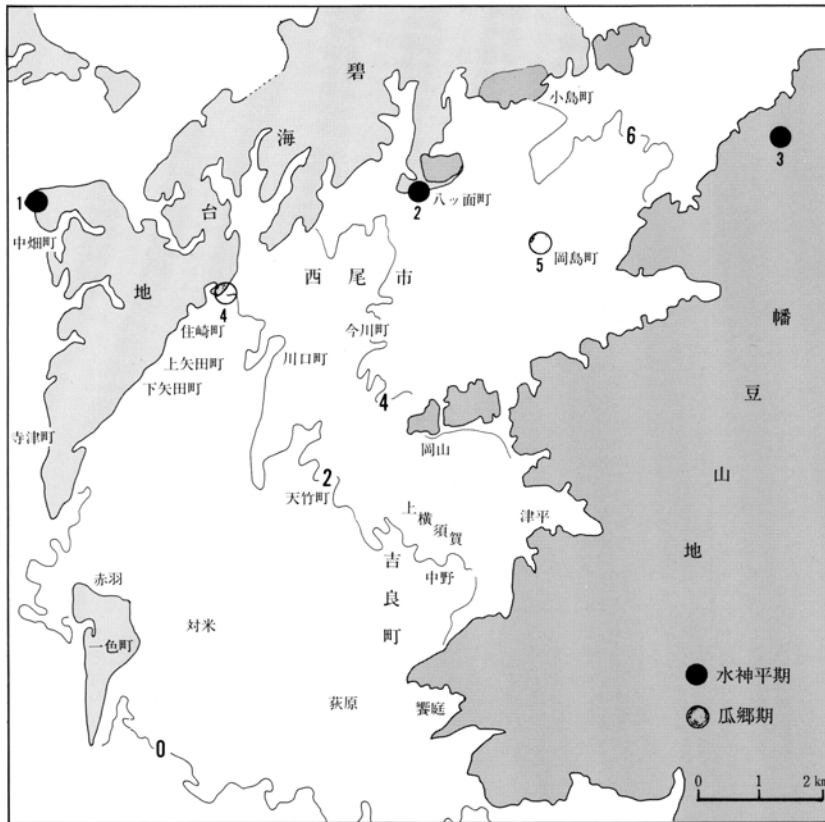 碧海台地
小島町
6
3
1
2
八ッ面町
中畑町
5
岡島町
西尾市
幡豆山地
4
住崎町
今川町
川口町
上矢田町
下矢田町
4
寺津町
岡山
2
天竹町
上横須賀
津平
吉良町
中野
赤羽
対米
一色町
荻原
饗庭
0
水神平期
瓜郷期
0 1 2 km